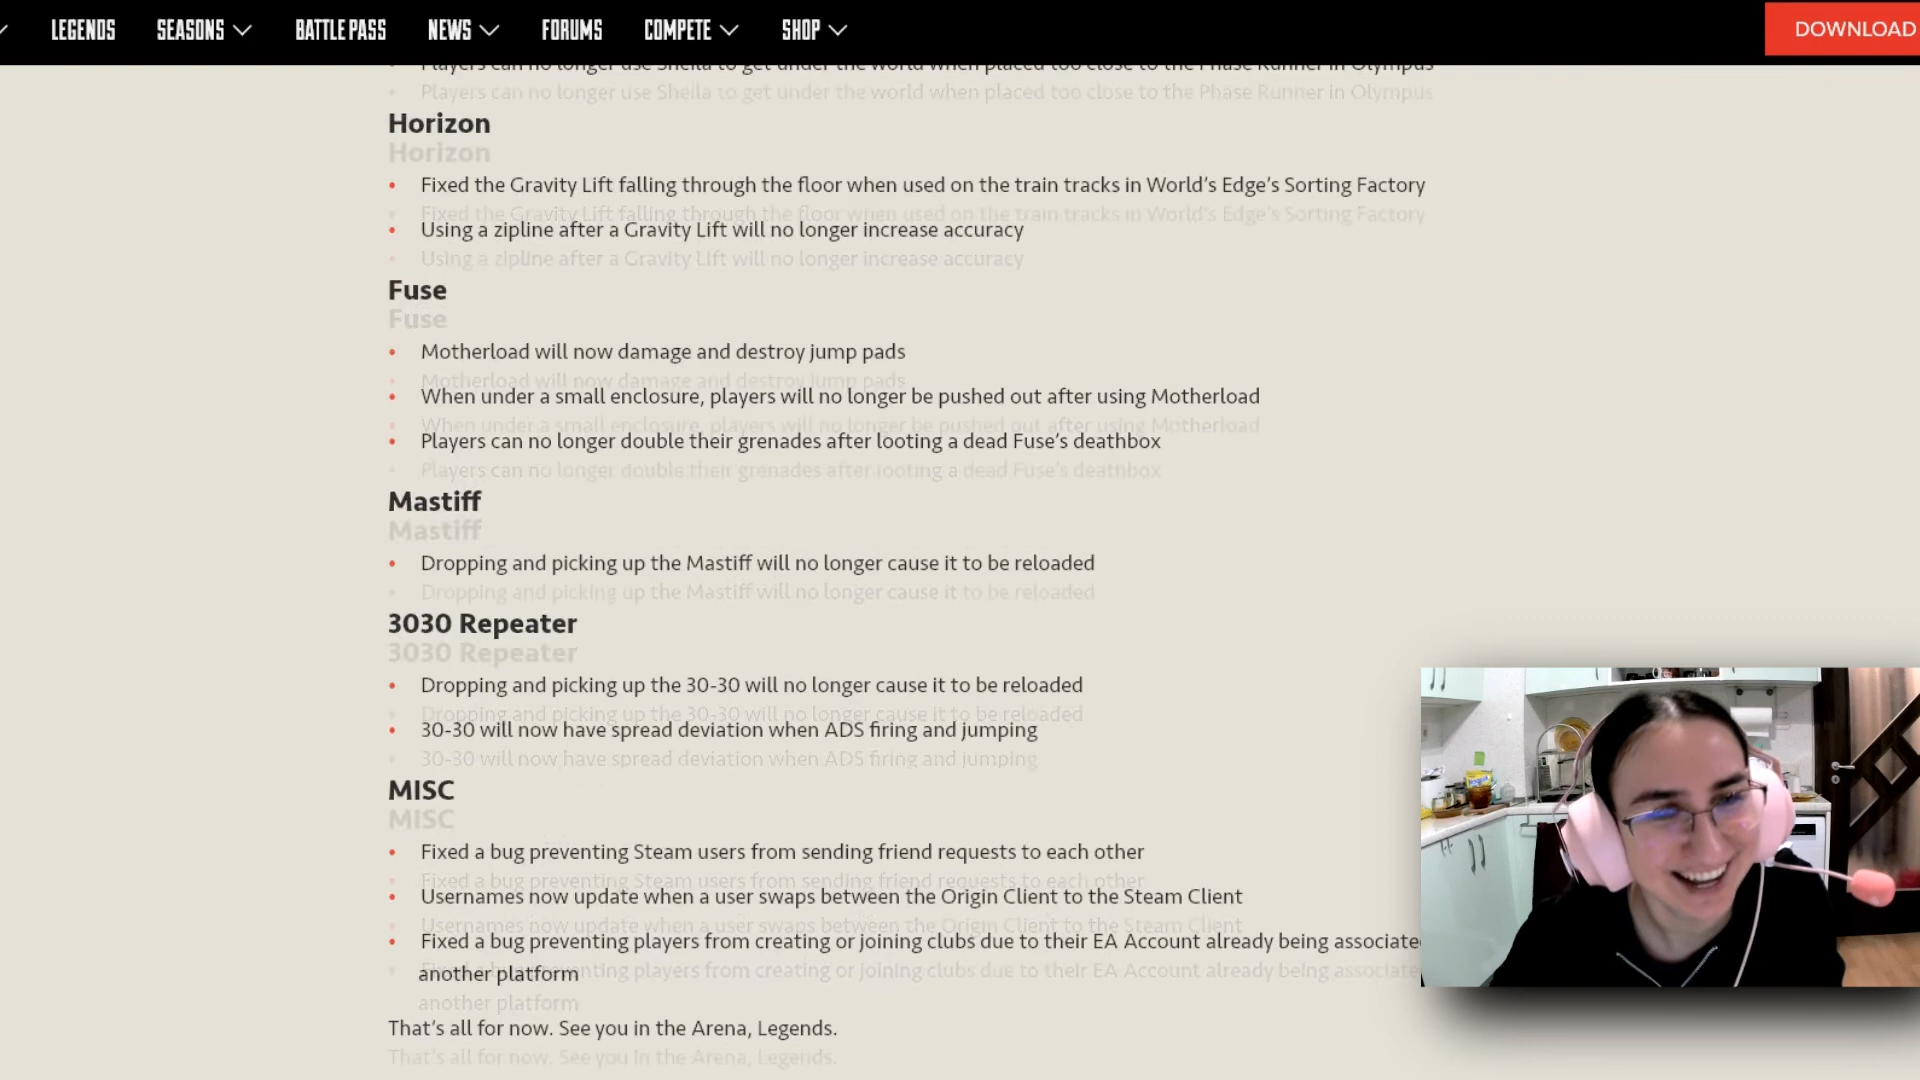 LEGENDS SEASONS BATTLE PASS NEWS FORUMS COMPETE SHOP DOWNLOAD
Players can no longer use Sheila to get under the world when placed too close to the Phase Runner in Olympus
Horizon
• Fixed the Gravity Lift falling through the floor when used on the train tracks in World’s Edge’s Sorting Factory
• Using a zipline after a Gravity Lift will no longer increase accuracy
Fuse
• Motherload will now damage and destroy jump pads
• When under a small enclosure, players will no longer be pushed out after using Motherload
• Players can no longer double their grenades after looting a dead Fuse’s deathbox
Mastiff
• Dropping and picking up the Mastiff will no longer cause it to be reloaded
3030 Repeater
• Dropping and picking up the 30-30 will no longer cause it to be reloaded
• 30-30 will now have spread deviation when ADS firing and jumping
MISC
• Fixed a bug preventing Steam users from sending friend requests to each other
• Usernames now update when a user swaps between the Origin Client to the Steam Client
• Fixed a bug preventing players from creating or joining clubs due to their EA Account already being associate
another platform
That’s all for now. See you in the Arena, Legends.